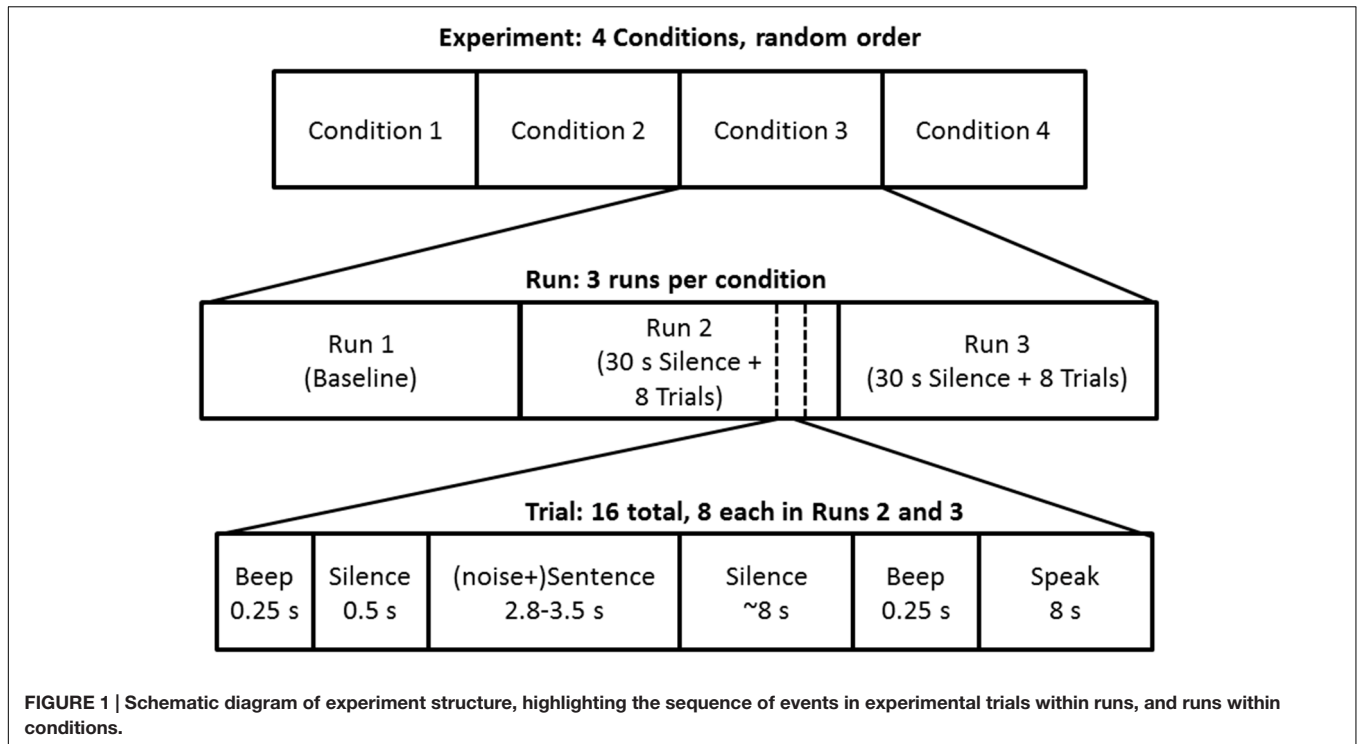 Experiment: 4 Conditions, random order
Condition 1
Condition 2
Condition 3
Condition 4
Run: 3 runs per condition
Run 1
(Baseline)
Run 2
(30 s Silence +
8 Trials)
Run 3
(30 s Silence + 8 Trials)
Trial: 16 total, 8 each in Runs 2 and 3
Beep
0.25 s
Silence
0.5 s
(noise+)Sentence
2.8-3.5 s
Silence
~8 s
Beep
0.25 s
Speak
8 s
FIGURE 1 | Schematic diagram of experiment structure, highlighting the sequence of events in experimental trials within runs, and runs within
conditions.